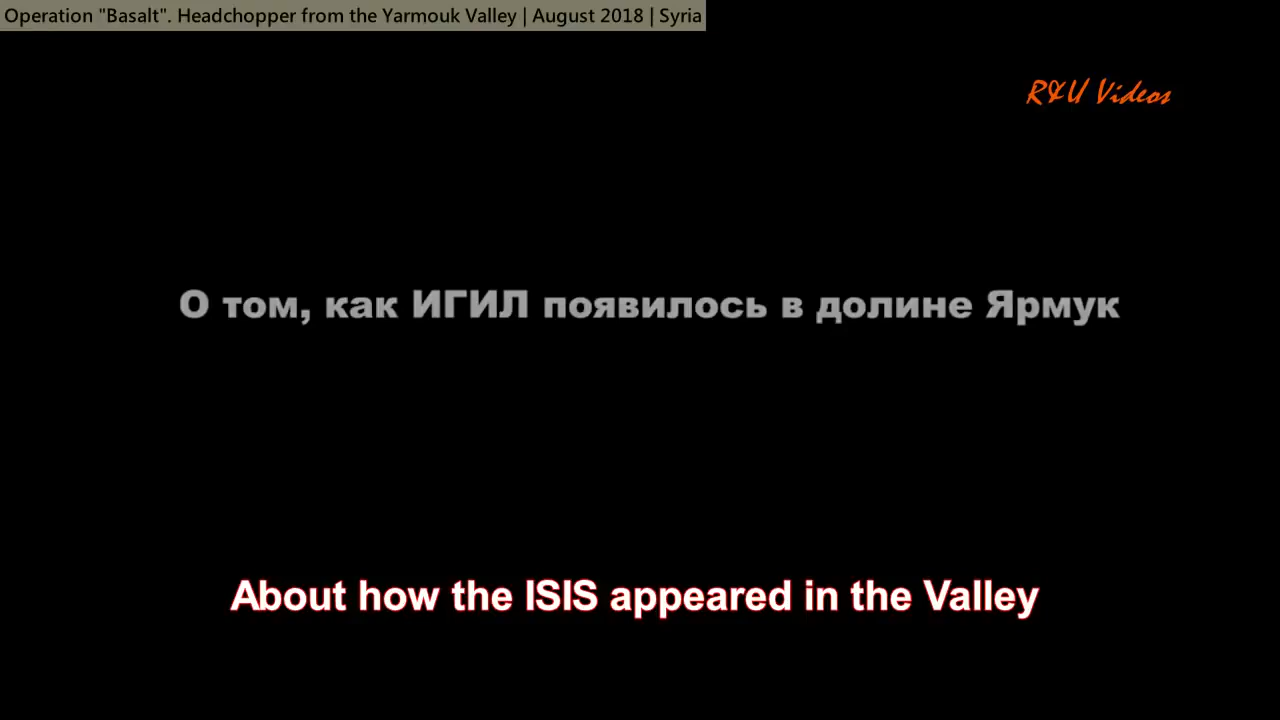 Operation "Basalt". Headchopper from the Yarmouk Valley | August 2018 | Syria
R&U Videos
О том, как ИГИЛ появилось в долине Ярмук
About how the ISIS appeared in the Valley